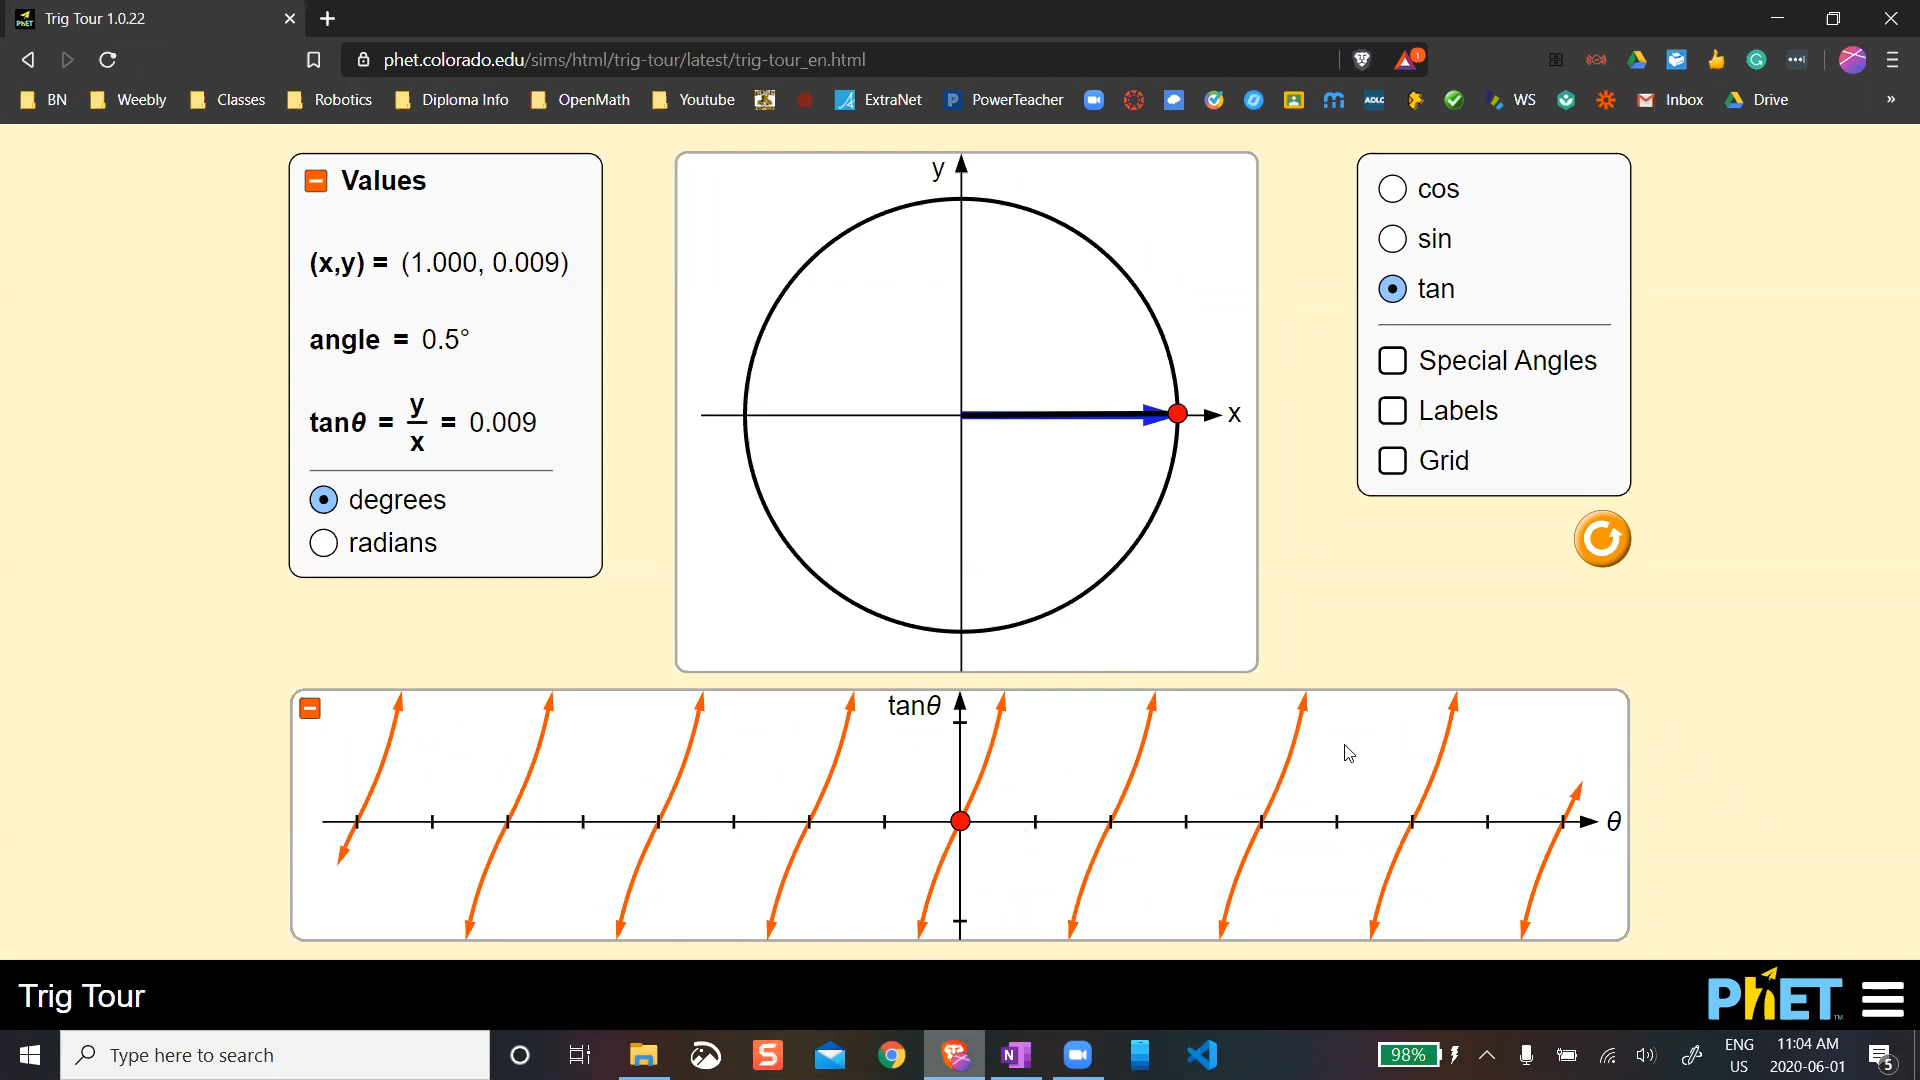 Trig Tour 1.0.22
phet.colorado.edu/sims/html/trig-tour/latest/trig-tour_en.html
1
BN
Weebly
Classes
Robotics
Diploma Info
OpenMath
Youtube
ExtraNet
PowerTeacher
ADLC
WS
Inbox
Drive
»
Values
(x,y) = (1.000, 0.009)
angle = 0.5°
tanθ = y/x = 0.009
degrees
radians
y
x
cos
sin
tan
Special Angles
Labels
Grid
tanθ
θ
Trig Tour
PhET
Type here to search
98%
ENG
US
11:04 AM
2020-06-01
5